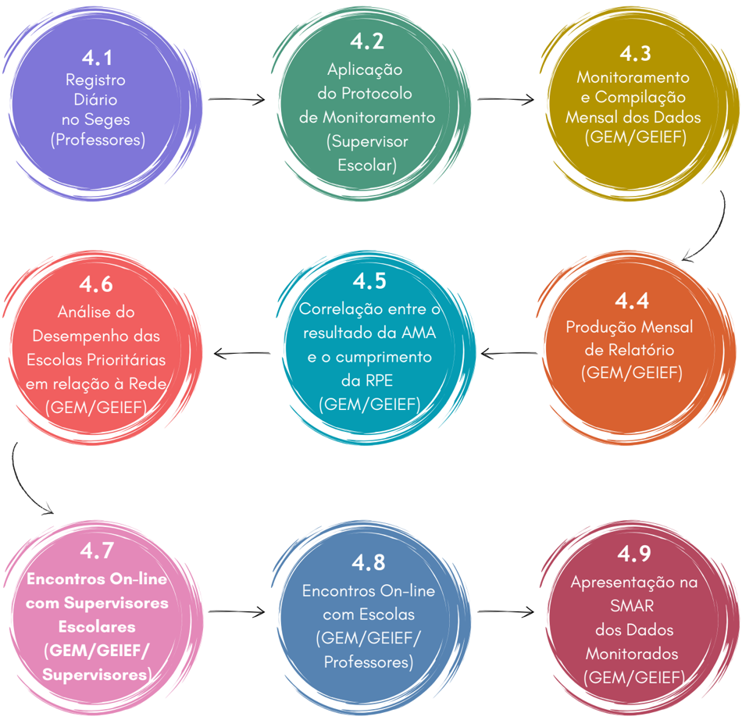 4.1
Registro
Diário
no Seges
(Professores)
4.2
Aplicação
do Protocolo
de Monitoramento
(Supervisor
Escolar)
4.3
Monitoramento
e Compilação
Mensal dos Dados
(GEM/GEIEF)
4.4
Produção Mensal
de Relatório
(GEM/GEIEF)
4.5
Correlação entre o
resultado da AMA
e o cumprimento
da RPE
(GEM/GEIEF)
4.6
Análise do
Desempenho das
Escolas Prioritárias
em relação à Rede
(GEM/GEIEF)
4.7
Encontros On-line
com Supervisores
Escolares
(GEM/GEIEF/
Supervisores)
4.8
Encontros On-line
com Escolas
(GEM/GEIEF/
Professores)
4.9
Apresentação na
SMAR
dos Dados
Monitorados
(GEM/GEIEF)